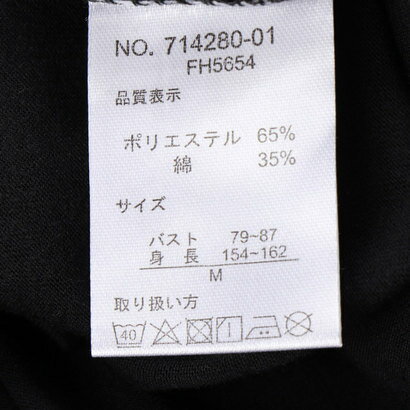 NO. 714280-01
FH5654
品質表示
ポリエステル 65%
綿 35%
サイズ
バスト 79~87
身長 154~162
M
取り扱い方
40